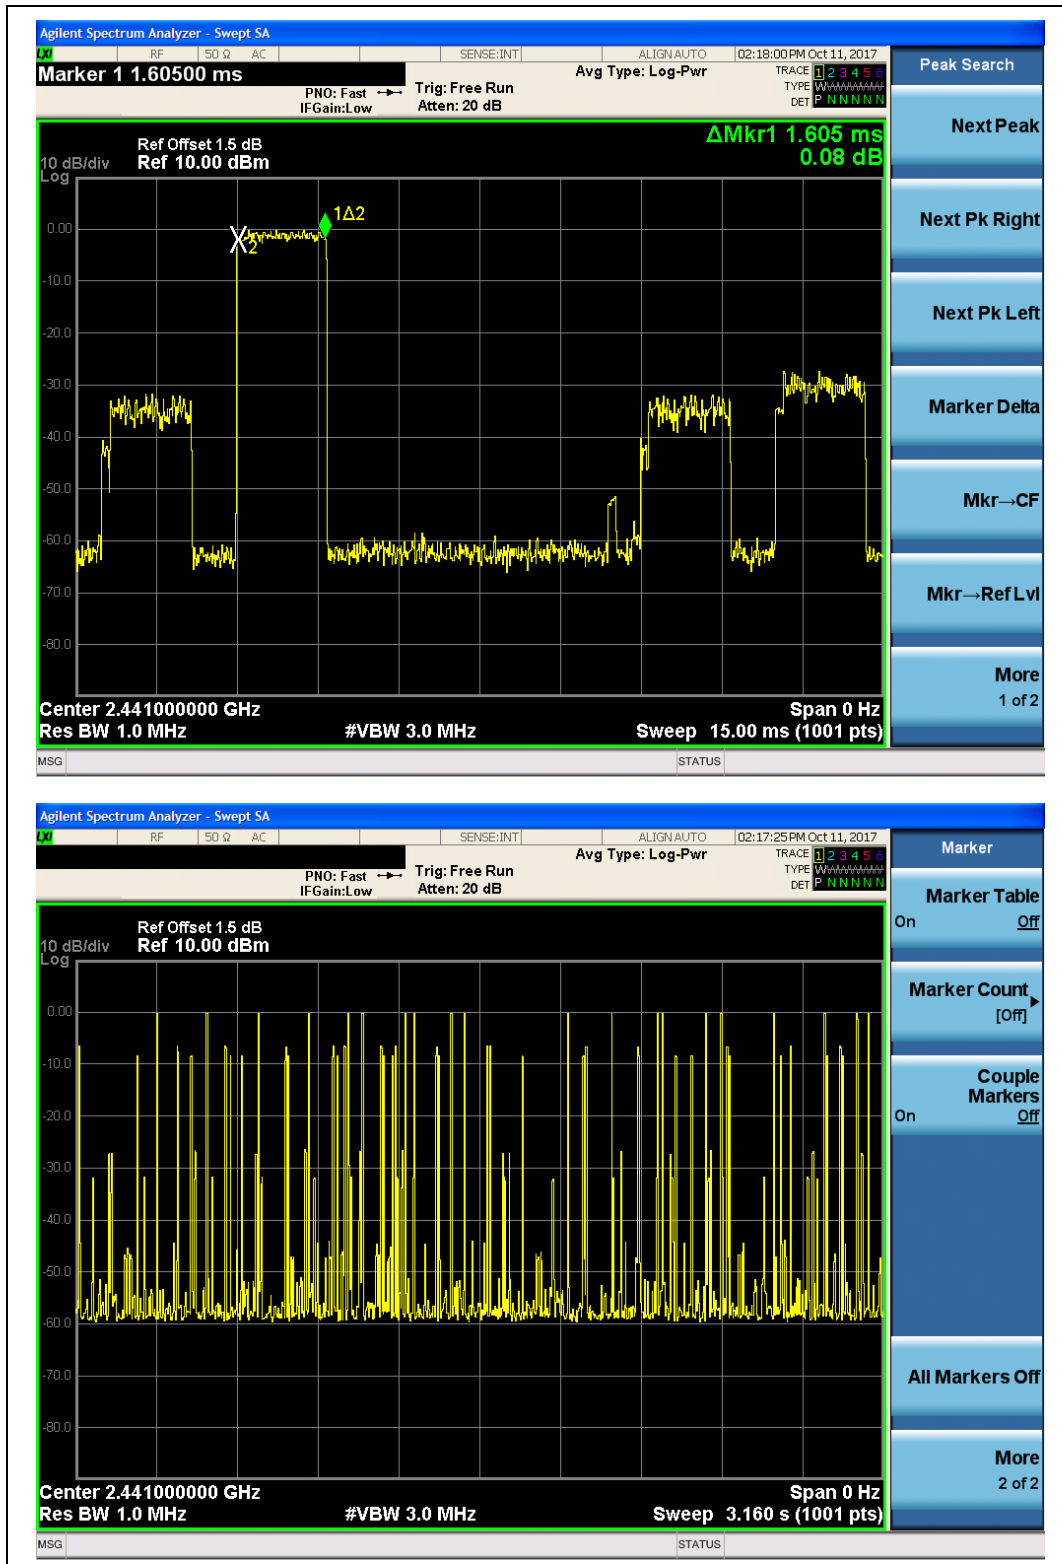 Agilent Spectrum Analyzer - Swept SA
LXI RF 50 Ω AC SENSE:INT ALIGN AUTO 02:18:00 PM Oct 11, 2017
Marker 1 1.60500 ms
PNO: Fast
IFGain:Low
Trig: Free Run
Atten: 20 dB
Avg Type: Log-Pwr
TRACE 1 2 3 4 5 6
TYPE
DET P N N N N N
Peak Search
Next Peak
Next Pk Right
Next Pk Left
Marker Delta
Mkr→CF
Mkr→Ref Lvl
More
1 of 2
ΔMkr1 1.605 ms
0.08 dB
Ref Offset 1.5 dB
10 dB/div Ref 10.00 dBm
Log
1Δ2
X2
0.00
-10.0
-20.0
-30.0
-40.0
-50.0
-60.0
-70.0
-80.0
Center 2.441000000 GHz Span 0 Hz
Res BW 1.0 MHz #VBW 3.0 MHz Sweep 15.00 ms (1001 pts)
MSG STATUS
Agilent Spectrum Analyzer - Swept SA
LXI RF 50 Ω AC SENSE:INT ALIGN AUTO 02:17:25 PM Oct 11, 2017
PNO: Fast
IFGain:Low
Trig: Free Run
Atten: 20 dB
Avg Type: Log-Pwr
TRACE 1 2 3 4 5 6
TYPE
DET P N N N N N
Marker
Marker Table
On Off
Marker Count
[Off]
Couple
Markers
On Off
All Markers Off
More
2 of 2
Ref Offset 1.5 dB
10 dB/div Ref 10.00 dBm
Log
0.00
-10.0
-20.0
-30.0
-40.0
-50.0
-60.0
-70.0
-80.0
Center 2.441000000 GHz Span 0 Hz
Res BW 1.0 MHz #VBW 3.0 MHz Sweep 3.160 s (1001 pts)
MSG STATUS